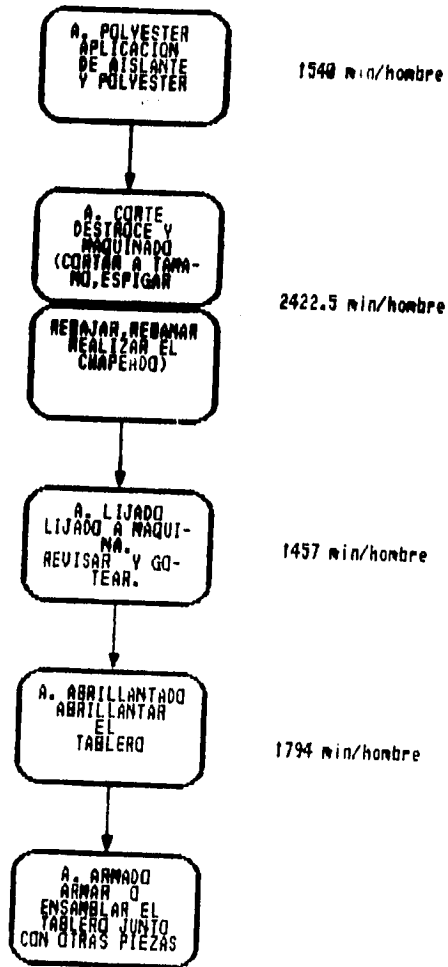 A. POLYESTER
APLICACION
DE AISLANTE
Y POLYESTER
1540 min/hombre
A. CORTE
DESTROCE Y
MAQUINADO
(CORTAR A TAMA-
ÑO, ESPIGAR
2422.5 min/hombre
REBAJAR, REBANAR
REALIZAR EL
CHAPEADO)
A. LIJADO
LIJADO A MAQUI-
NA.
REVISAR Y GO-
TEAR.
1457 min/hombre
A. ABRILLANTADO
ABRILLANTAR
EL
TABLERO
1794 min/hombre
A. ARMADO
ARMAR O
ENSAMBLAR EL
TABLERO JUNTO
CON OTRAS PIEZAS